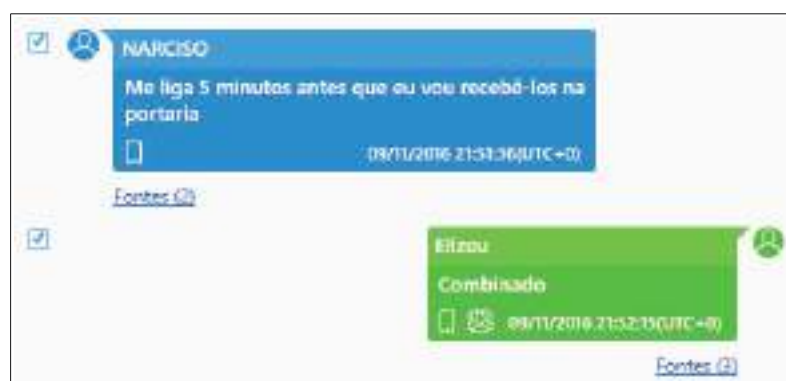 NARCISO
Me liga 5 minutos antes que eu vou recebê-los na
portaria
09/11/2016 21:51:36(UTC+0)
Fontes (2)
Elizeu
Combinado
09/11/2016 21:52:15(UTC+0)
Fontes (3)